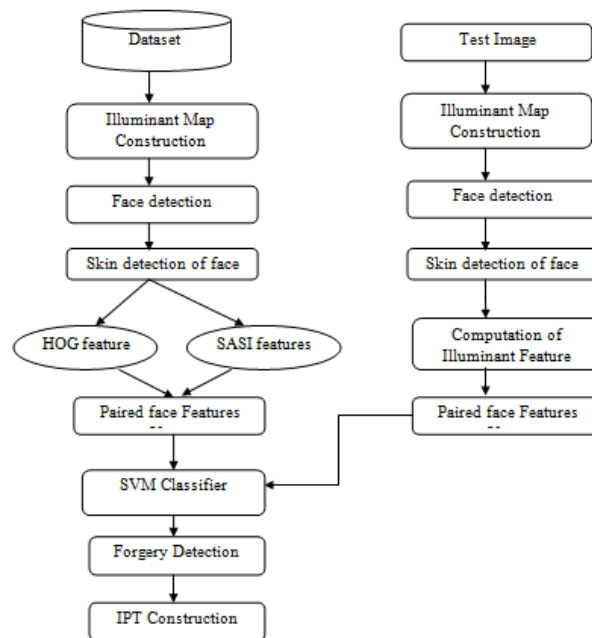 Dataset
Illuminant Map
Construction
Face detection
Skin detection of face
HOG feature
SASI features
Paired face Features
--
SVM Classifier
Forgery Detection
IPT Construction
Test Image
Illuminant Map
Construction
Face detection
Skin detection of face
Computation of
Illuminant Feature
Paired face Features
--